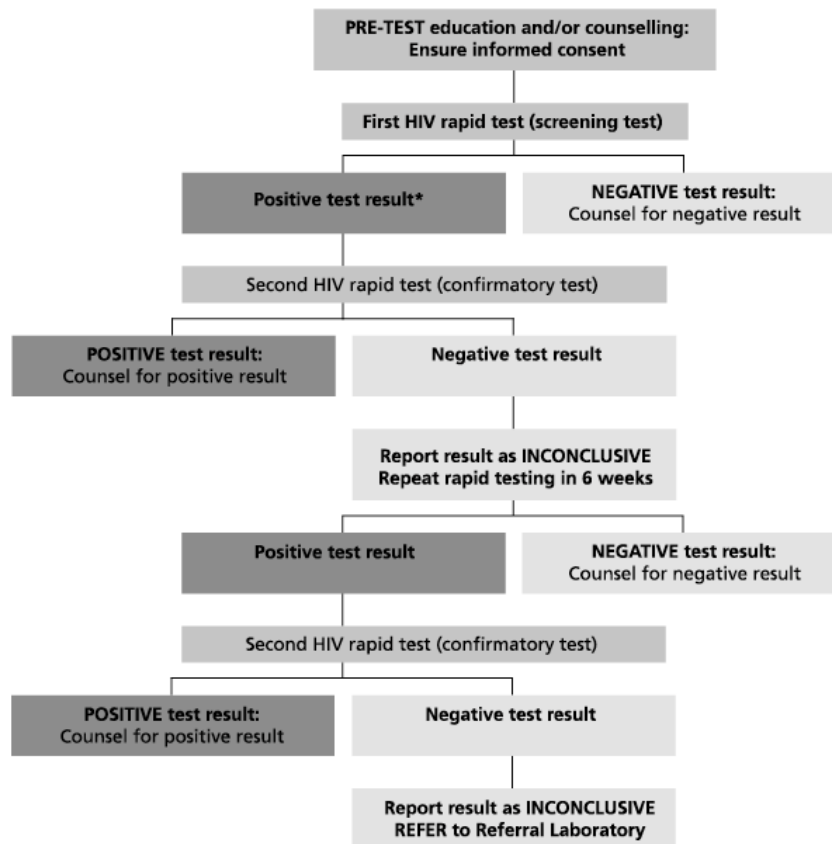 PRE-TEST education and/or counselling:
Ensure informed consent
First HIV rapid test (screening test)
Positive test result*
NEGATIVE test result:
Counsel for negative result
Second HIV rapid test (confirmatory test)
POSITIVE test result:
Counsel for positive result
Negative test result
Report result as INCONCLUSIVE
Repeat rapid testing in 6 weeks
Positive test result
NEGATIVE test result:
Counsel for negative result
Second HIV rapid test (confirmatory test)
POSITIVE test result:
Counsel for positive result
Negative test result
Report result as INCONCLUSIVE
REFER to Referral Laboratory